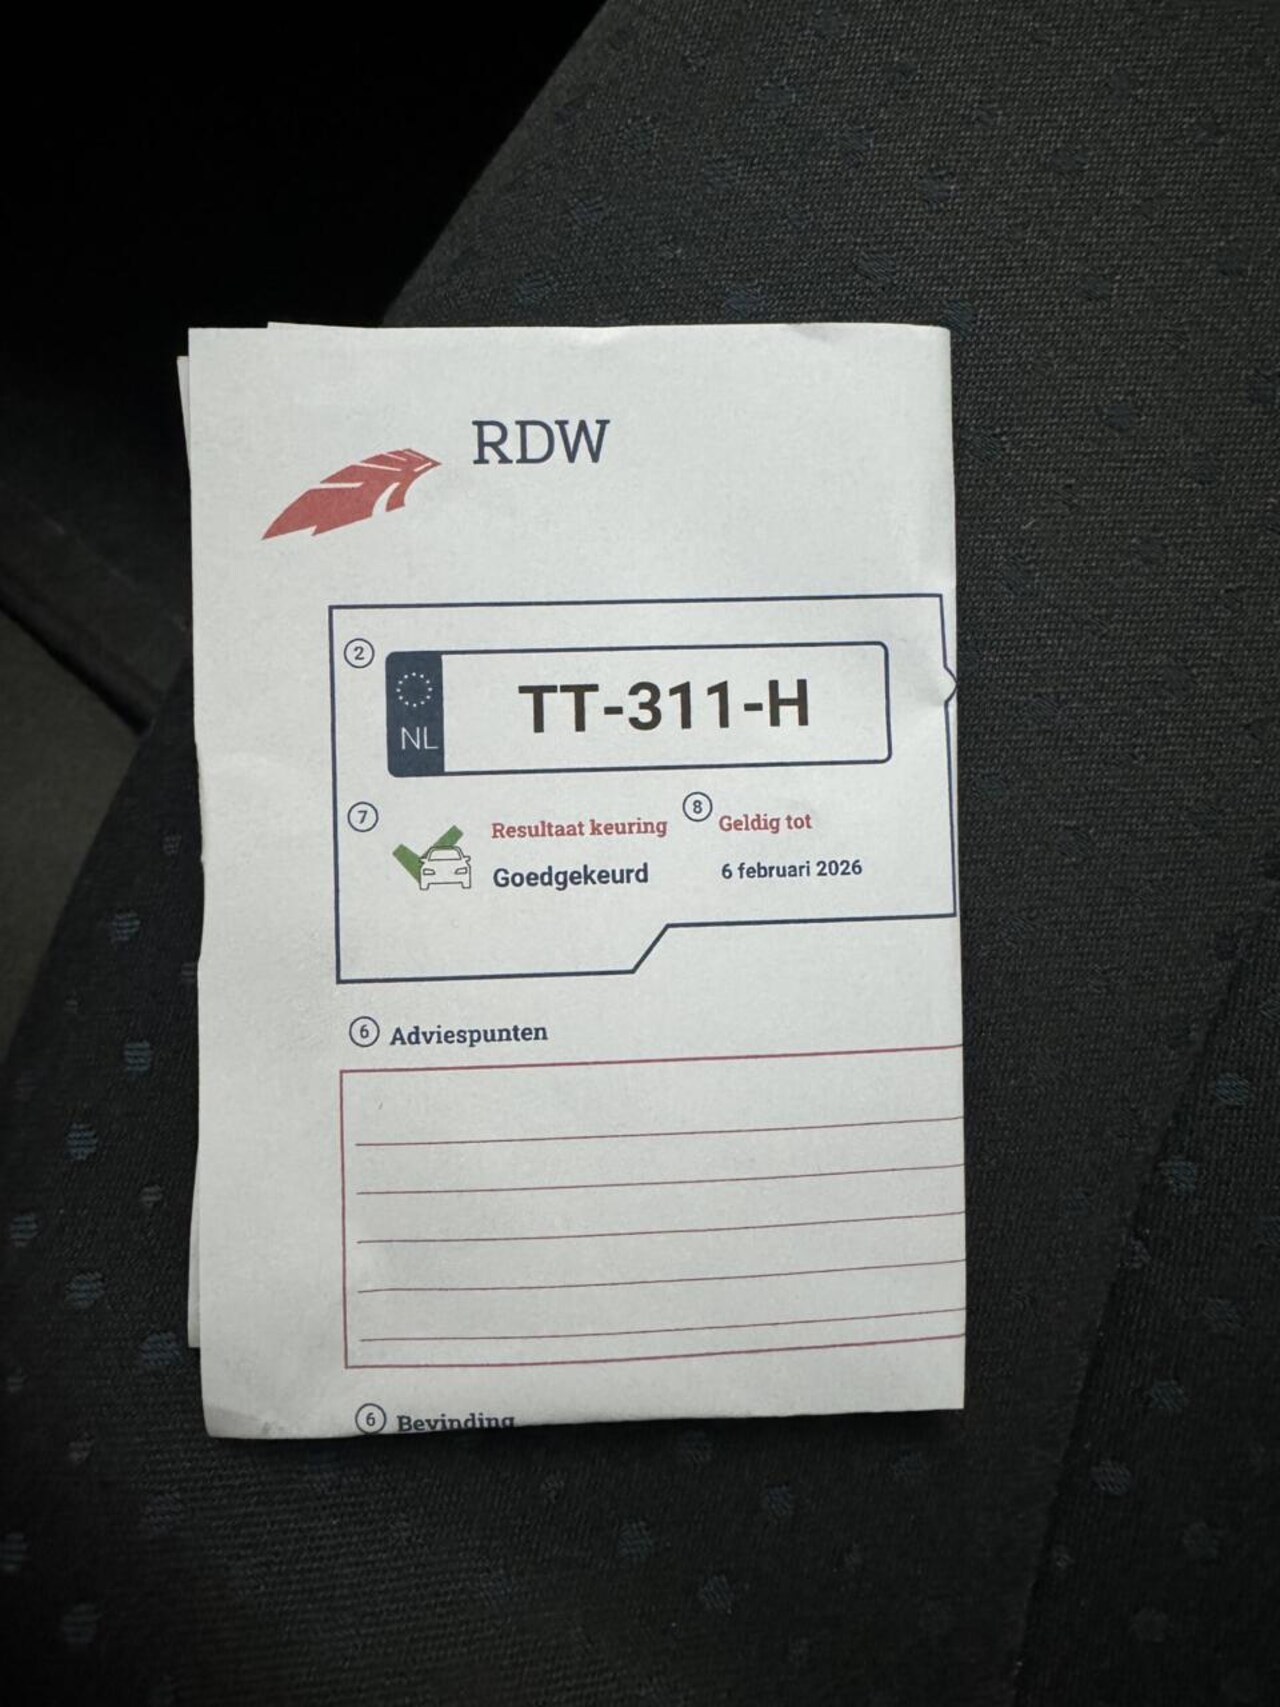 RDW
2
NL
TT-311-H
7
Resultaat keuring
Goedgekeurd
8
Geldig tot
6 februari 2026
6 Adviespunten
6 Bevinding